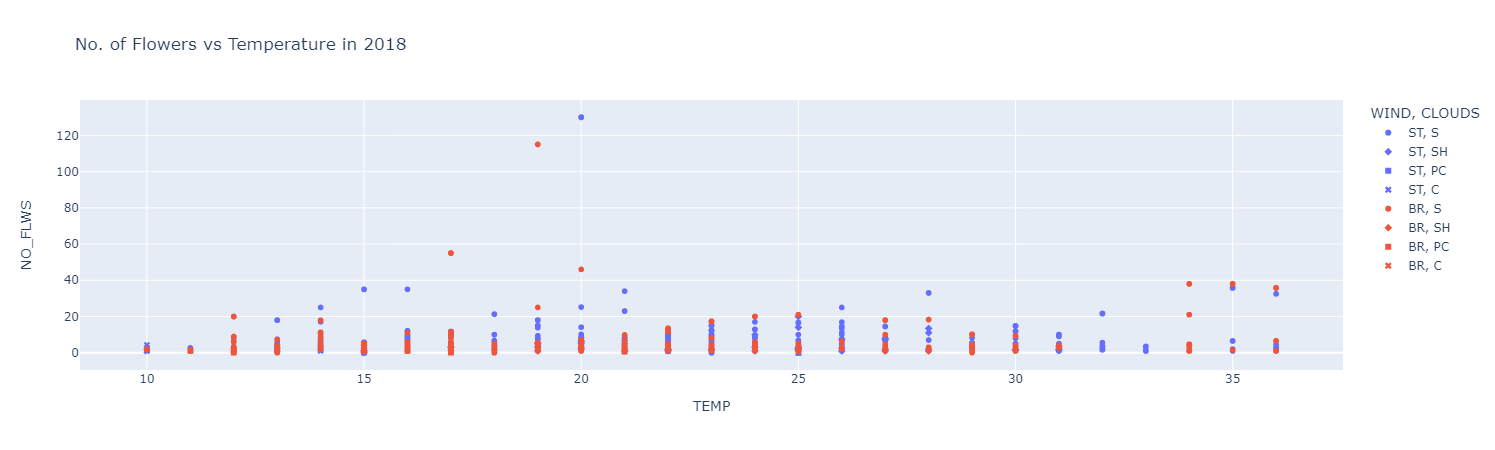 No. of Flowers vs Temperature in 2018
WIND, CLOUDS
ST, S
ST, SH
ST, PC
ST, C
BR, S
BR, SH
BR, PC
BR, C
NO_FLWS
120
100
80
60
40
20
0
10 15 20 25 30 35
TEMP